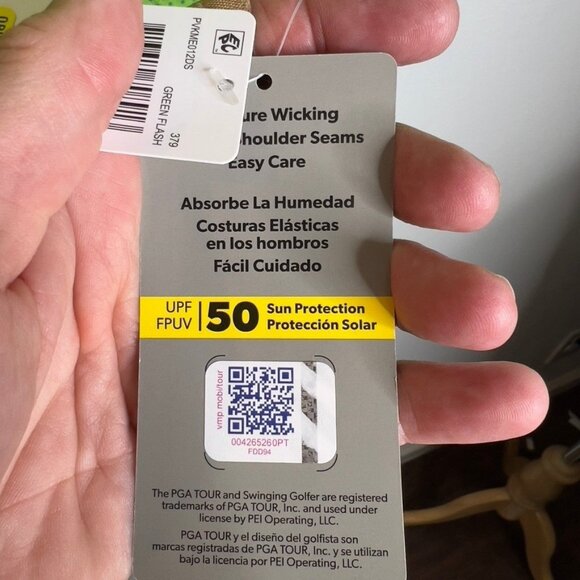 PVKME012DS
GREEN FLASH
379
EPIC
ure Wicking
houlder Seams
Easy Care
Absorbe La Humedad
Costuras Elásticas
en los hombros
Fácil Cuidado
UPF
FPUV
50
Sun Protection
Protección Solar
vmp mobi/tour
004265260PT
FDD94
The PGA TOUR and Swinging Golfer are registered
trademarks of PGA TOUR, Inc. and used under
license by PEI Operating, LLC.
PGA TOUR y el diseño del golfista son
marcas registradas de PGA TOUR, Inc. y se utilizan
bajo la licencia por PEI Operating, LLC.